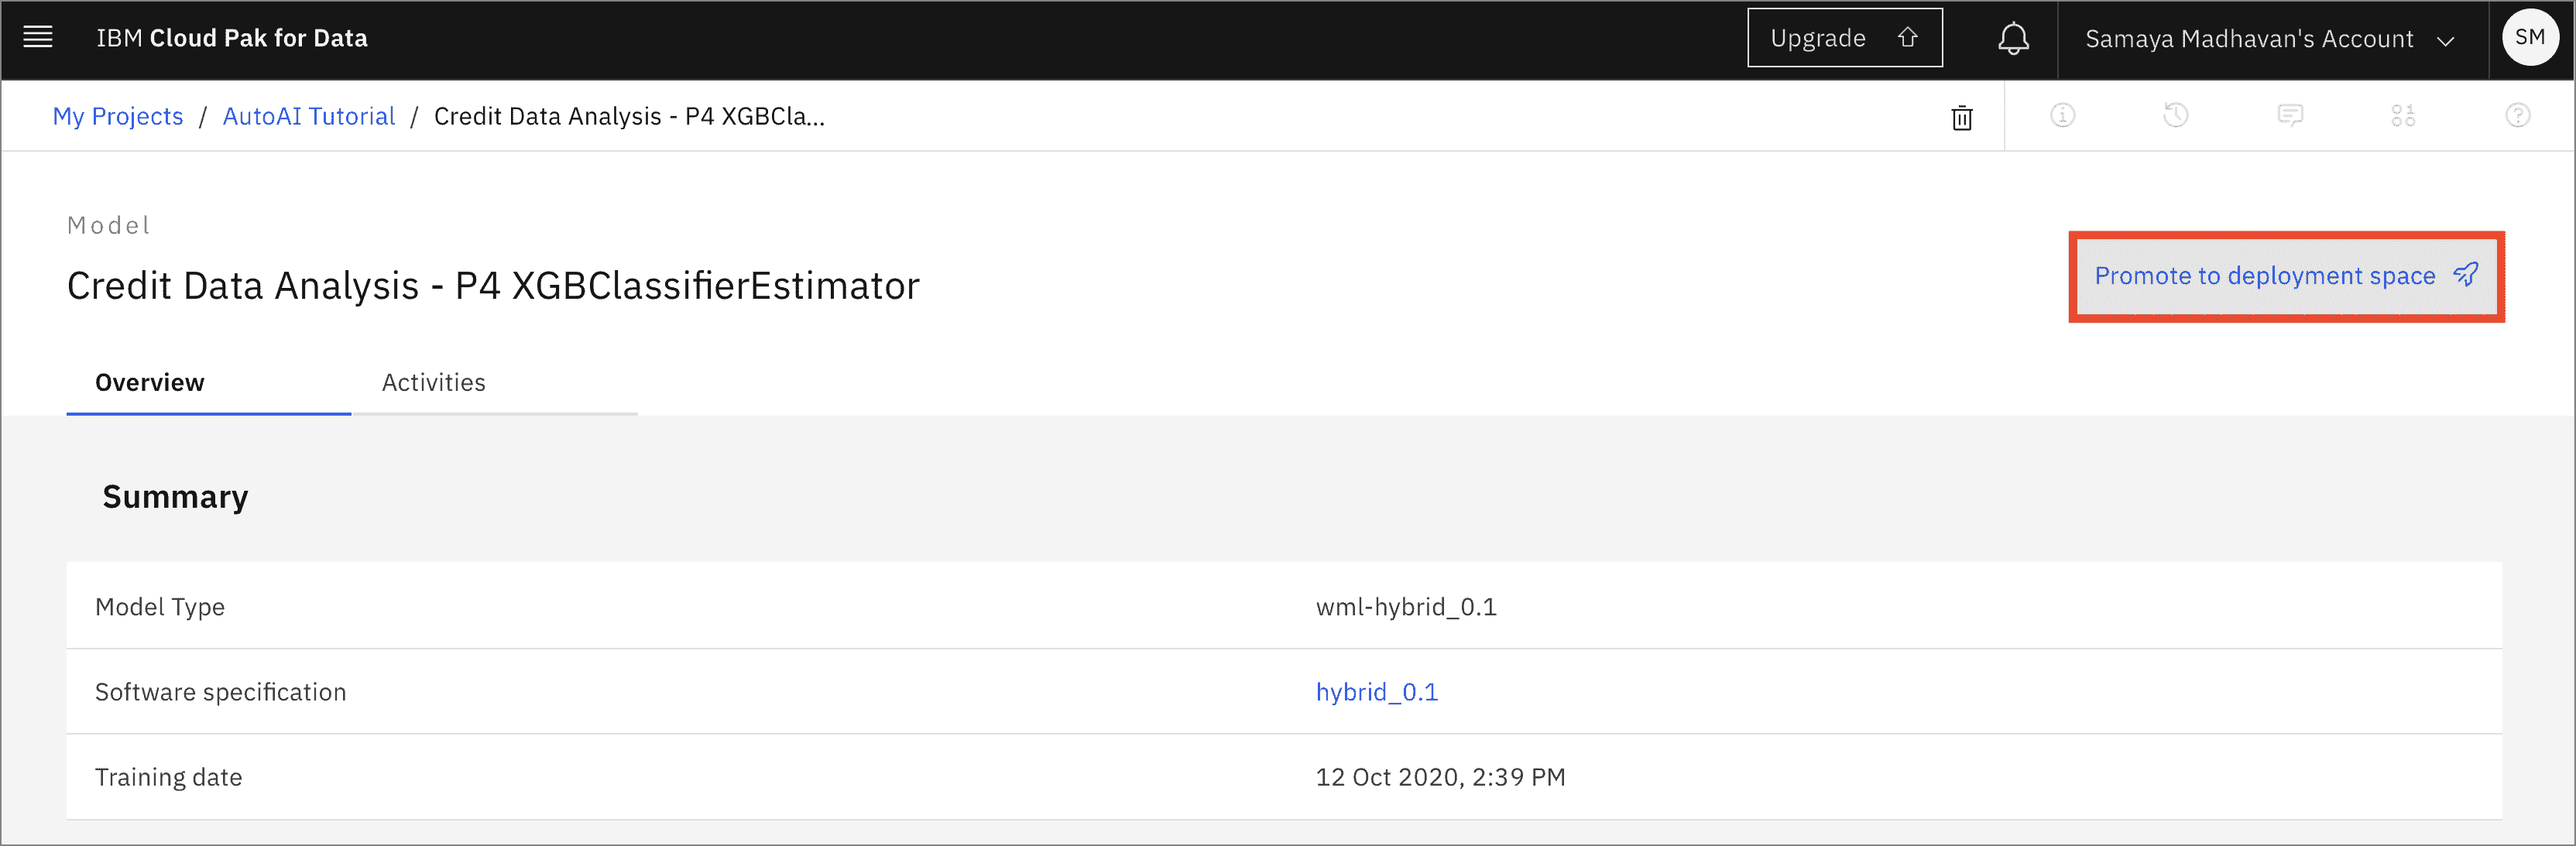 IBM Cloud Pak for Data
Upgrade
Samaya Madhavan's Account
SM
My Projects / AutoAI Tutorial / Credit Data Analysis - P4 XGBCla...
Model
Credit Data Analysis - P4 XGBClassifierEstimator
Promote to deployment space
Overview
Activities
Summary
Model Type
wml-hybrid_0.1
Software specification
hybrid_0.1
Training date
12 Oct 2020, 2:39 PM